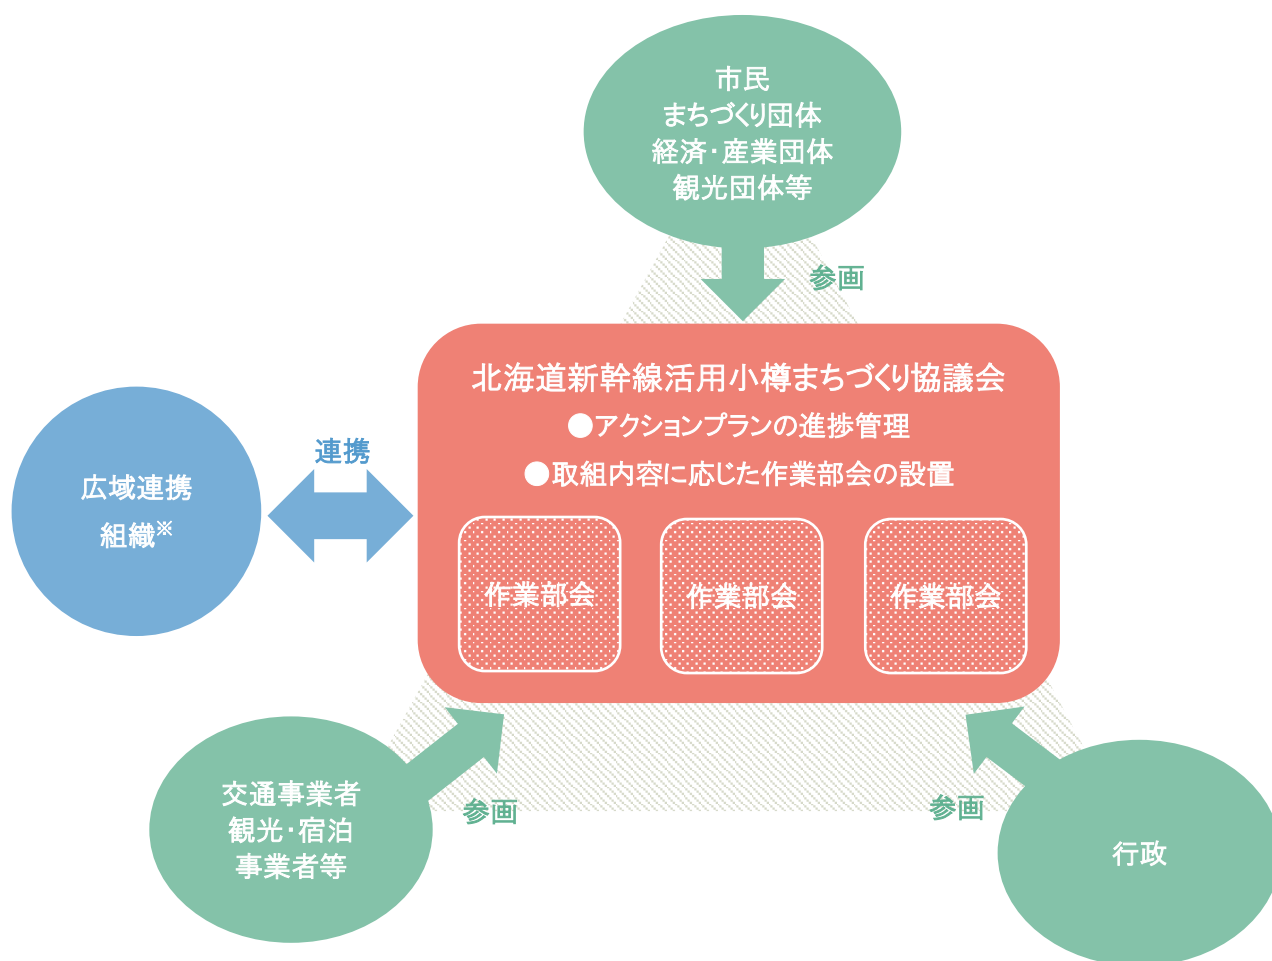 市民
まちづくり団体
経済・産業団体
観光団体等
参画
北海道新幹線活用小樽まちづくり協議会
●アクションプランの進捗管理
●取組内容に応じた作業部会の設置
連携
広域連携
組織※
作業部会
作業部会
作業部会
交通事業者
観光・宿泊
事業者等
参画
参画
行政